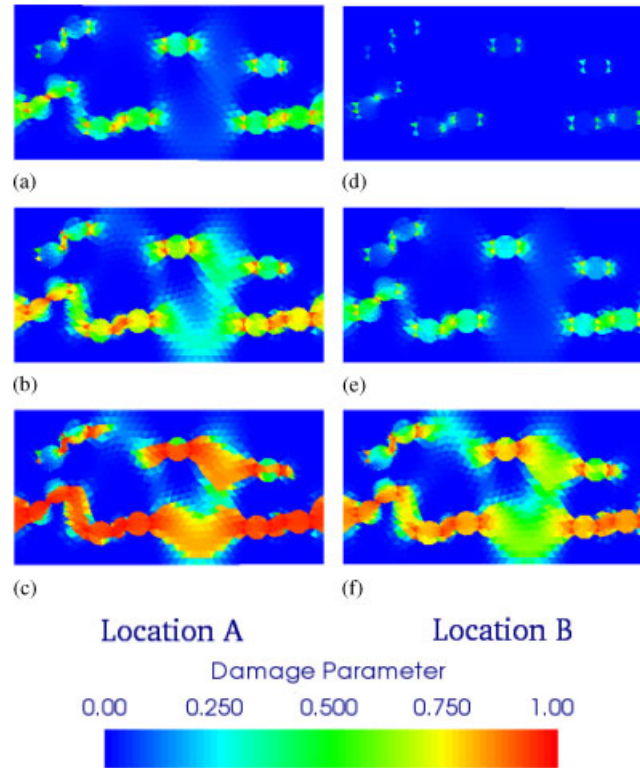 (a) (d)
(b) (e)
(c) (f)
Location A Location B
Damage Parameter
0.00 0.250 0.500 0.750 1.00